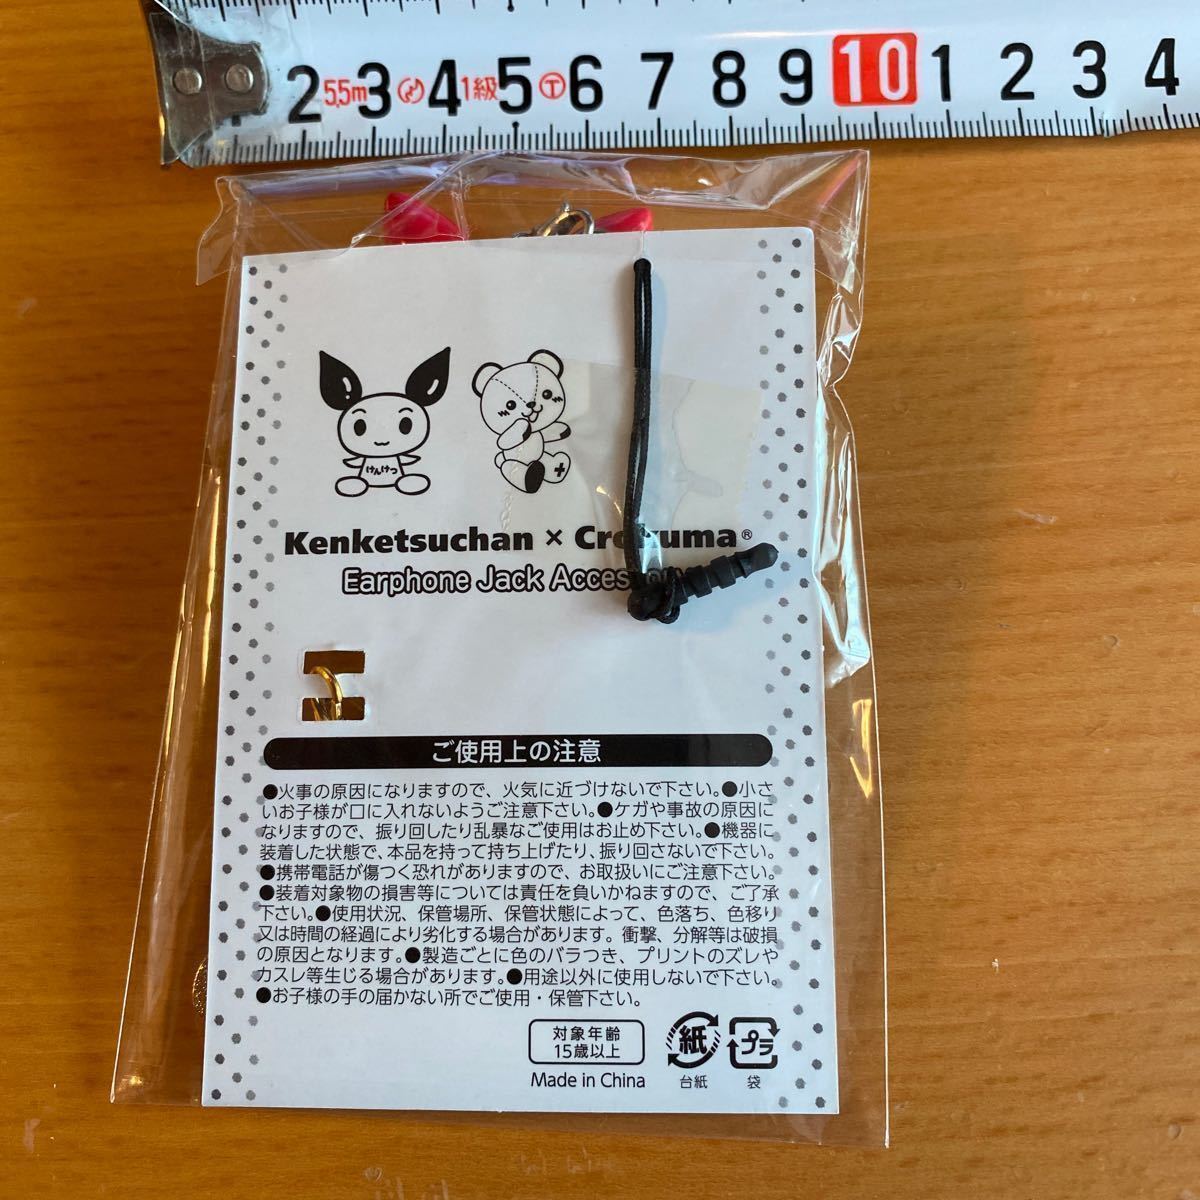 2 5.5m 3 4 1級 5 6 7 8 9 10 1 2 3 4
けんけつ
Kenketsuchan ×
Earphone Jack
ご使用上の注意
●火事の原因になりますので、火気に近づけないで下さい。●小さ
いお子様が口に入れないようご注意下さい。●ケガや事故の原因に
なりますので、振り回したり乱暴なご使用はお止め下さい。●機器に
装着した状態で、本品を持って持ち上げたり、振り回さないで下さい。
●携帯電話が傷つく恐れがありますので、お取扱いにご注意下さい。
●装着対象物の損害等については責任を負いかねますので、ご了承
下さい。●使用状況、保管場所、保管状態によって、色落ち、色移り
又は時間の経過により劣化する場合があります。衝撃、分解等は破損
の原因となります。●製造ごとに色のバラつき、プリントのズレや
カスレ等生じる場合があります。●用途以外に使用しないで下さい。
●お子様の手の届かない所でご使用・保管下さい。
対象年齢
15歳以上
Made in China
紙
台紙
プラ
袋